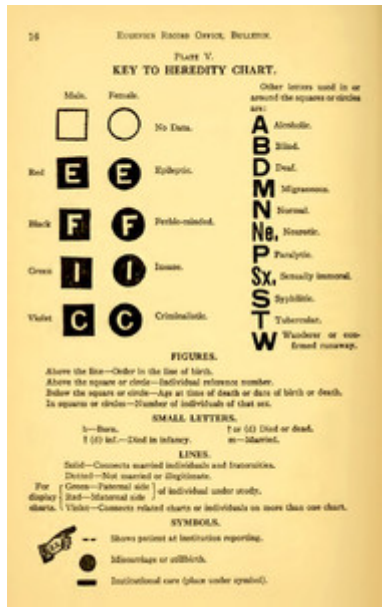 16 EUGENICS RECORD OFFICE, BULLETIN.
PLATE V.
KEY TO HEREDITY CHART.
Male. Female.
No Data.
Red E E Epileptic.
Black F F Feeble-minded.
Green I I Insane.
Violet C C Criminalistic.
Other letters used in or
around the squares or circles
are:
A Alcoholic.
B Blind.
D Deaf.
M Migraneous.
N Normal.
Ne, Neurotic.
P Paralytic.
Sx, Sexually immoral.
S Syphilitic.
T Tubercular.
W Wanderer or con-
firmed runaway.
FIGURES.
Above the line—Order in the line of birth.
Above the square or circle—Individual reference number.
Below the square or circle—Age at time of death or date of birth or death.
In squares or circles—Number of individuals of that sex.
SMALL LETTERS.
b—Born. † or (d) Died or dead.
† (d) inf.—Died in infancy. m—Married.
LINES.
Solid—Connects married individuals and fraternities.
Dotted—Not married or illegitimate.
For display charts. { Green—Paternal side } of individual under study.
Red—Maternal side
Violet—Connects related charts or individuals on more than one chart.
SYMBOLS.
-- Shows patient at Institution reporting.
Miscarriage or stillbirth.
Institutional care (place under symbol).